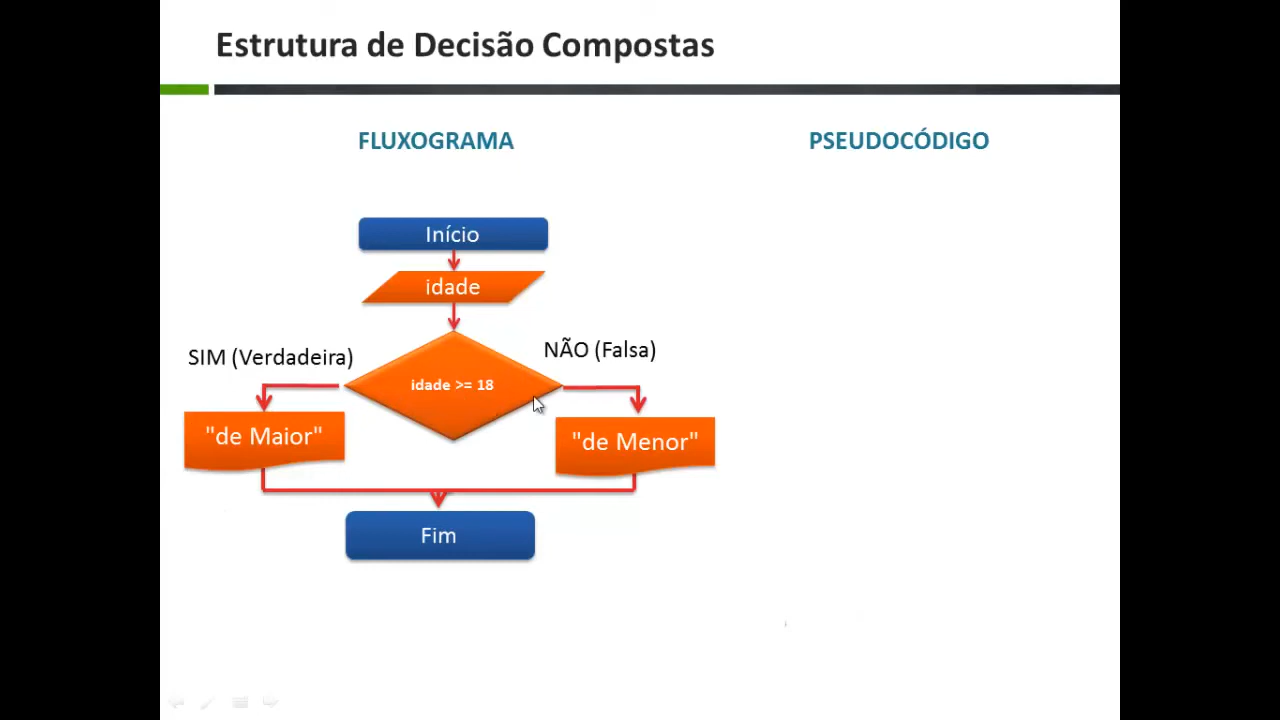 Estrutura de Decisão Compostas
FLUXOGRAMA
PSEUDOCÓDIGO
Início
idade
SIM (Verdadeira)
NÃO (Falsa)
idade >= 18
"de Maior"
"de Menor"
Fim